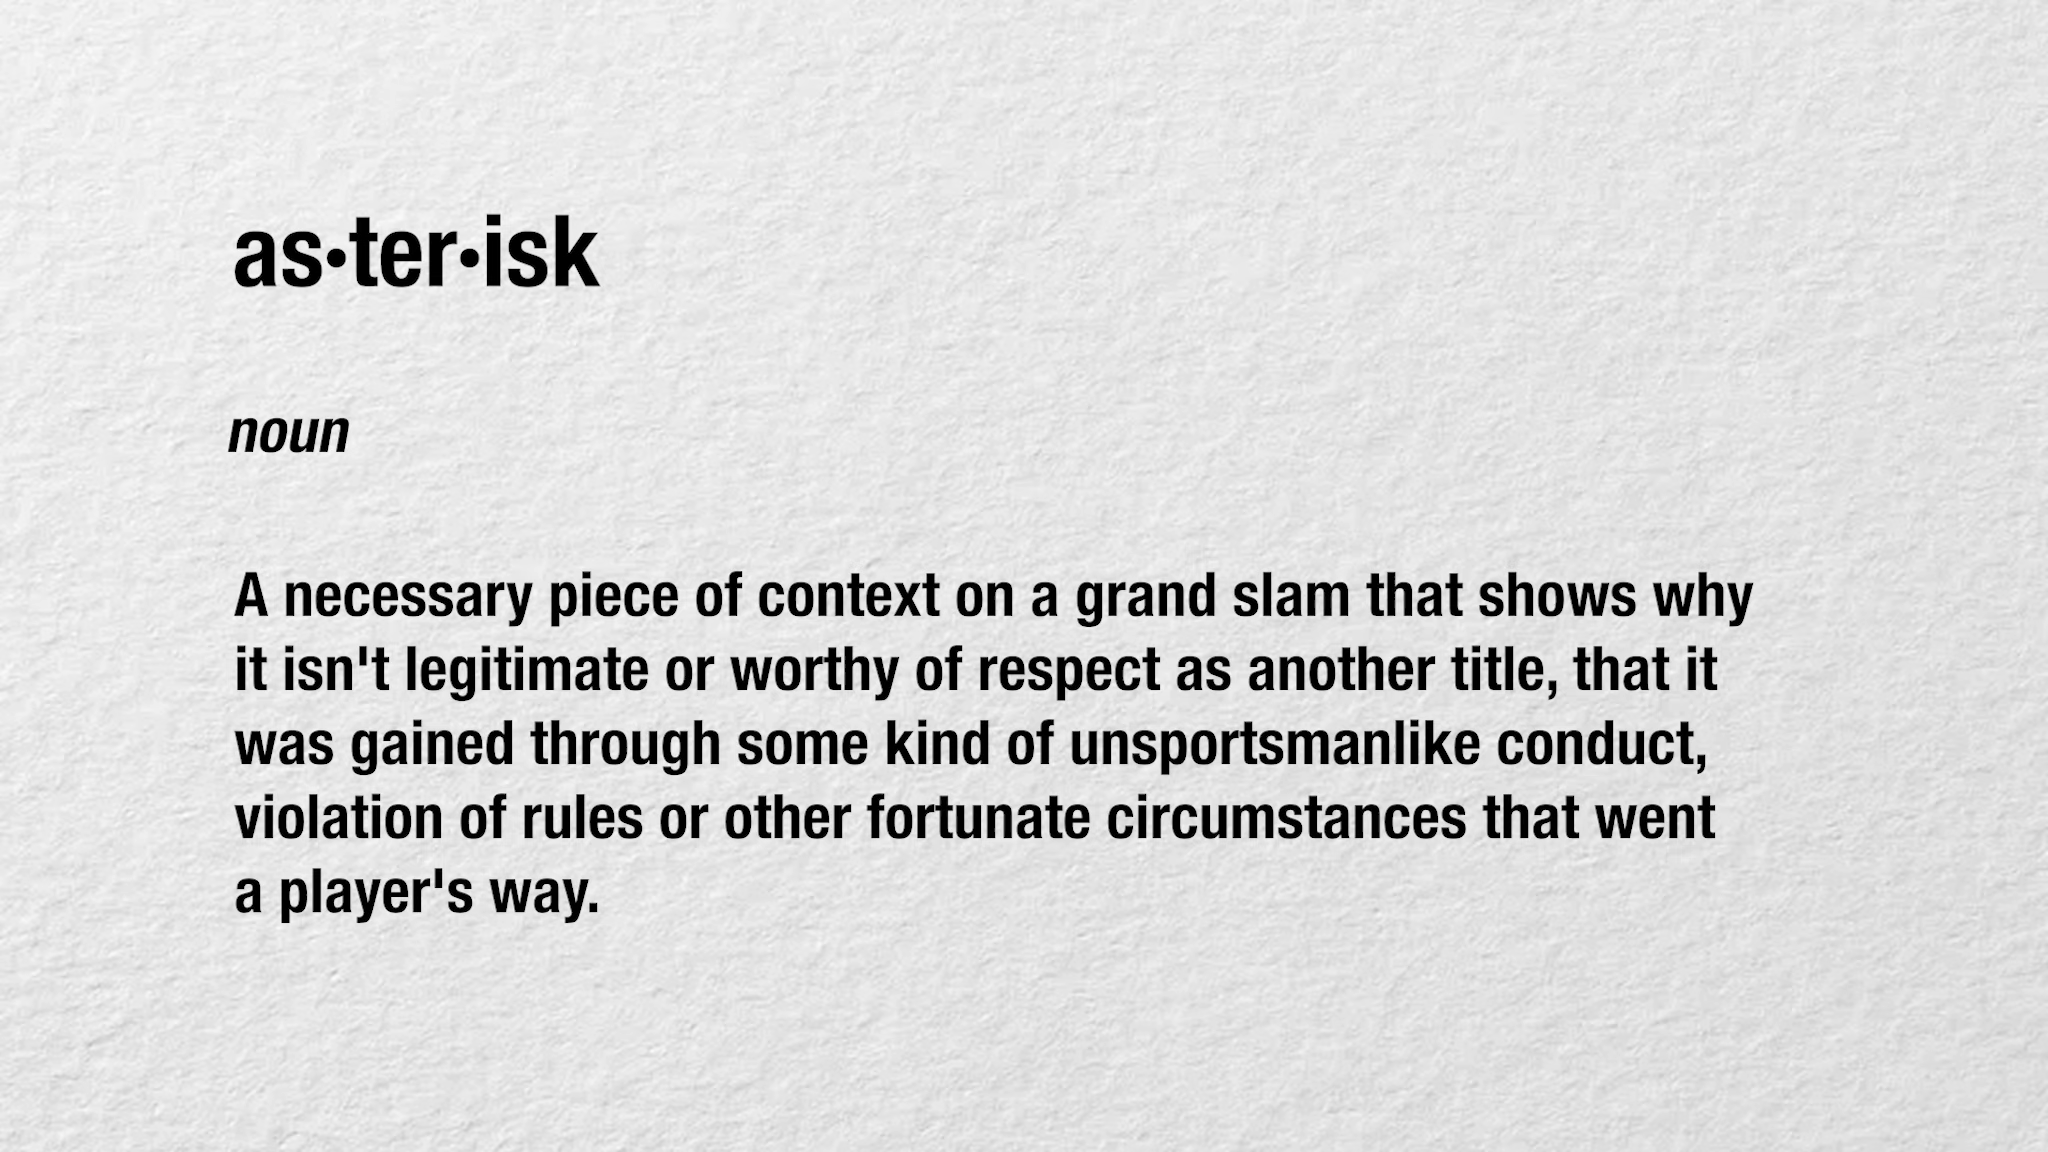 as•ter•isk
noun
A necessary piece of context on a grand slam that shows why
it isn't legitimate or worthy of respect as another title, that it
was gained through some kind of unsportsmanlike conduct,
violation of rules or other fortunate circumstances that went
a player's way.